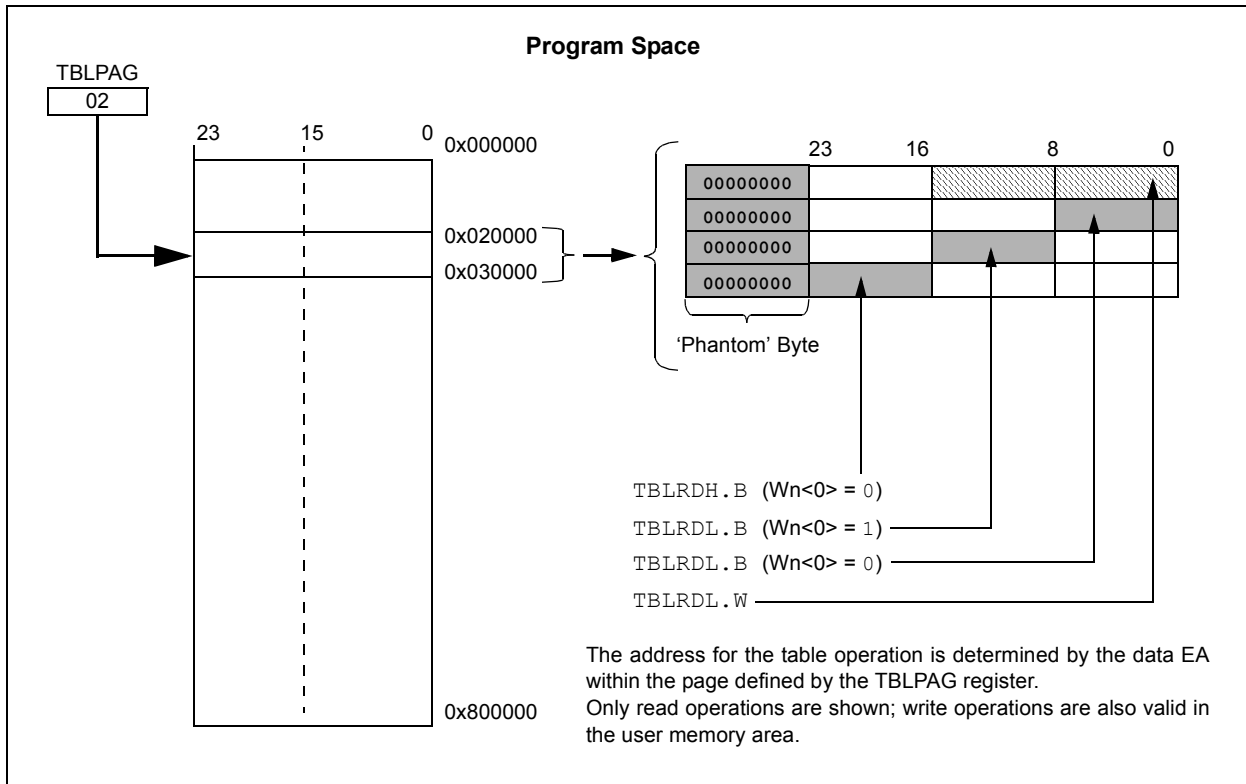 Program Space
TBLPAG
02
23 15 0
0x000000
0x020000
0x030000
0x800000
23 16 8 0
00000000
00000000
00000000
00000000
‘Phantom’ Byte
TBLRDH.B (Wn<0> = 0)
TBLRDL.B (Wn<0> = 1)
TBLRDL.B (Wn<0> = 0)
TBLRDL.W
The address for the table operation is determined by the data EA
within the page defined by the TBLPAG register.
Only read operations are shown; write operations are also valid in
the user memory area.